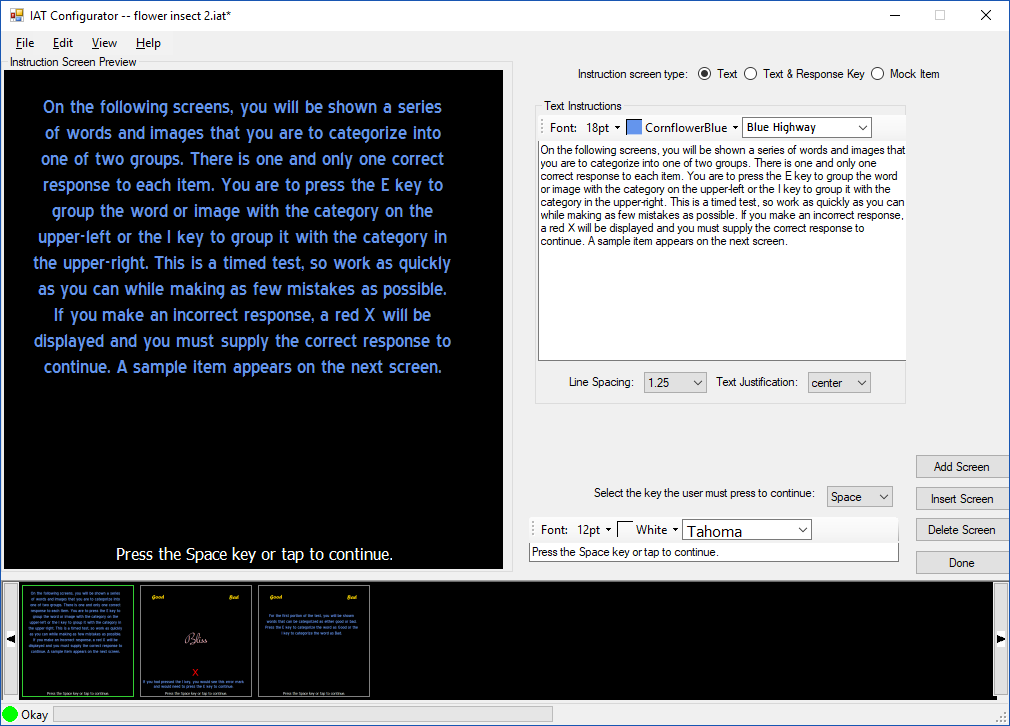 IAT Configurator -- flower insect 2.iat*
File Edit View Help
Instruction Screen Preview
On the following screens, you will be shown a series
of words and images that you are to categorize into
one of two groups. There is one and only one correct
response to each item. You are to press the E key to
group the word or image with the category on the
upper-left or the I key to group it with the category in
the upper-right. This is a timed test, so work as quickly
as you can while making as few mistakes as possible.
If you make an incorrect response, a red X will be
displayed and you must supply the correct response to
continue. A sample item appears on the next screen.
Press the Space key or tap to continue.
Instruction screen type: Text Text & Response Key Mock Item
Text Instructions
Font: 18pt CornflowerBlue Blue Highway
On the following screens, you will be shown a series of words and images that
you are to categorize into one of two groups. There is one and only one
correct response to each item. You are to press the E key to group the word
or image with the category on the upper-left or the I key to group it with the
category in the upper-right. This is a timed test, so work as quickly as you can
while making as few mistakes as possible. If you make an incorrect response,
a red X will be displayed and you must supply the correct response to
continue. A sample item appears on the next screen.
Line Spacing: 1.25 Text Justification: center
Select the key the user must press to continue: Space
Font: 12pt White Tahoma
Press the Space key or tap to continue.
Add Screen
Insert Screen
Delete Screen
Done
On the following screens, you will be shown a series
of words and images that you are to categorize into
one of two groups. There is one and only one correct
response to each item. You are to press the E key to
group the word or image with the category on the
upper-left or the I key to group it with the category in
the upper-right. This is a timed test, so work as quickly
as you can while making as few mistakes as possible.
If you make an incorrect response, a red X will be
displayed and you must supply the correct response to
continue. A sample item appears on the next screen.
Press the Space key or tap to continue.
Good Bad
Bliss
X
If you had pressed the I key, you would see this error mark
and would need to press the E key to continue
Press the Space key or tap to continue.
Good Bad
For the first portion of the test, you will be shown
words that can be categorized as either good or bad.
Press the E key to categorize the word as Good or the
I key to categorize the word as Bad.
Press the Space key or tap to continue.
Okay